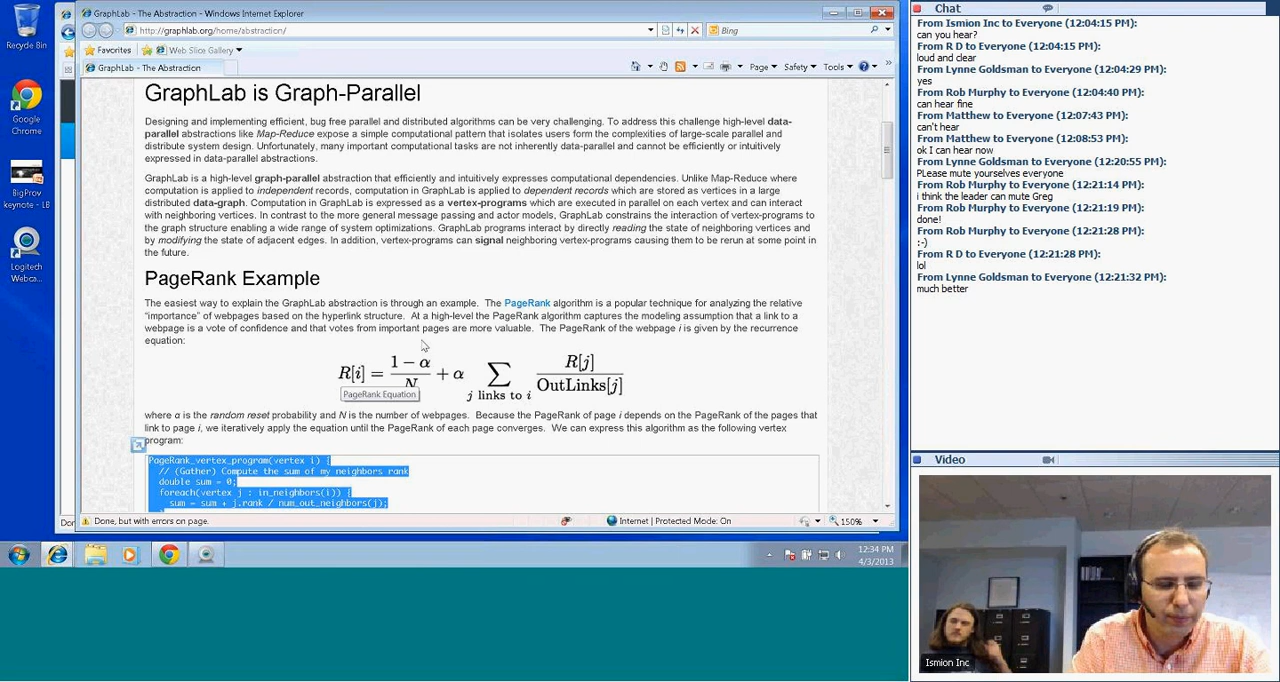 GraphLab - The Abstraction - Windows Internet Explorer
http://graphlab.org/home/abstraction/
Bing
Favorites
Web Slice Gallery
GraphLab - The Abstraction
Page
Safety
Tools
Recycle Bin
Google
Chrome
BigProv
keynote - LB
Logitech
Webca...
GraphLab is Graph-Parallel
Designing and implementing efficient, bug free parallel and distributed algorithms can be very challenging. To address this challenge high-level data-
parallel abstractions like Map-Reduce expose a simple computational pattern that isolates users form the complexities of large-scale parallel and
distribute system design. Unfortunately, many important computational tasks are not inherently data-parallel and cannot be efficiently or intuitively
expressed in data-parallel abstractions.
GraphLab is a high-level graph-parallel abstraction that efficiently and intuitively expresses computational dependencies. Unlike Map-Reduce where
computation is applied to independent records, computation in GraphLab is applied to dependent records which are stored as vertices in a large
distributed data-graph. Computation in GraphLab is expressed as a vertex-programs which are executed in parallel on each vertex and can interact
with neighboring vertices. In contrast to the more general message passing and actor models, GraphLab constrains the interaction of vertex-programs to
the graph structure enabling a wide range of system optimizations. GraphLab programs interact by directly reading the state of neighboring vertices and
by modifying the state of adjacent edges. In addition, vertex-programs can signal neighboring vertex-programs causing them to be rerun at some point in
the future.
PageRank Example
The easiest way to explain the GraphLab abstraction is through an example. The PageRank algorithm is a popular technique for analyzing the relative
"importance" of webpages based on the hyperlink structure. At a high-level the PageRank algorithm captures the modeling assumption that a link to a
webpage is a vote of confidence and that votes from important pages are more valuable. The PageRank of the webpage i is given by the recurrence
equation:
R[i] = (1 − α)/N + α ∑ j links to i R[j]/OutLinks[j]
PageRank Equation
where α is the random reset probability and N is the number of webpages. Because the PageRank of page i depends on the PageRank of the pages that
link to page i, we iteratively apply the equation until the PageRank of each page converges. We can express this algorithm as the following vertex
program:
PageRank_vertex_program(vertex i) {
// (Gather) Compute the sum of my neighbors rank
double sum = 0;
foreach(vertex j : in_neighbors(i)) {
sum = sum + j.rank / num_out_neighbors(j);
Dor
Done, but with errors on page.
Internet | Protected Mode: On
150%
12:34 PM
4/3/2013
Chat
From Ismion Inc to Everyone (12:04:15 PM):
can you hear?
From R D to Everyone (12:04:15 PM):
loud and clear
From Lynne Goldsman to Everyone (12:04:29 PM):
yes
From Rob Murphy to Everyone (12:04:40 PM):
can hear fine
From Matthew to Everyone (12:07:43 PM):
can't hear
From Matthew to Everyone (12:08:53 PM):
ok I can hear now
From Lynne Goldsman to Everyone (12:20:55 PM):
PLease mute yourselves everyone
From Rob Murphy to Everyone (12:21:14 PM):
i think the leader can mute Greg
From Rob Murphy to Everyone (12:21:19 PM):
done!
From Rob Murphy to Everyone (12:21:28 PM):
:-)
From R D to Everyone (12:21:28 PM):
lol
From Lynne Goldsman to Everyone (12:21:32 PM):
much better
Video
Ismion Inc